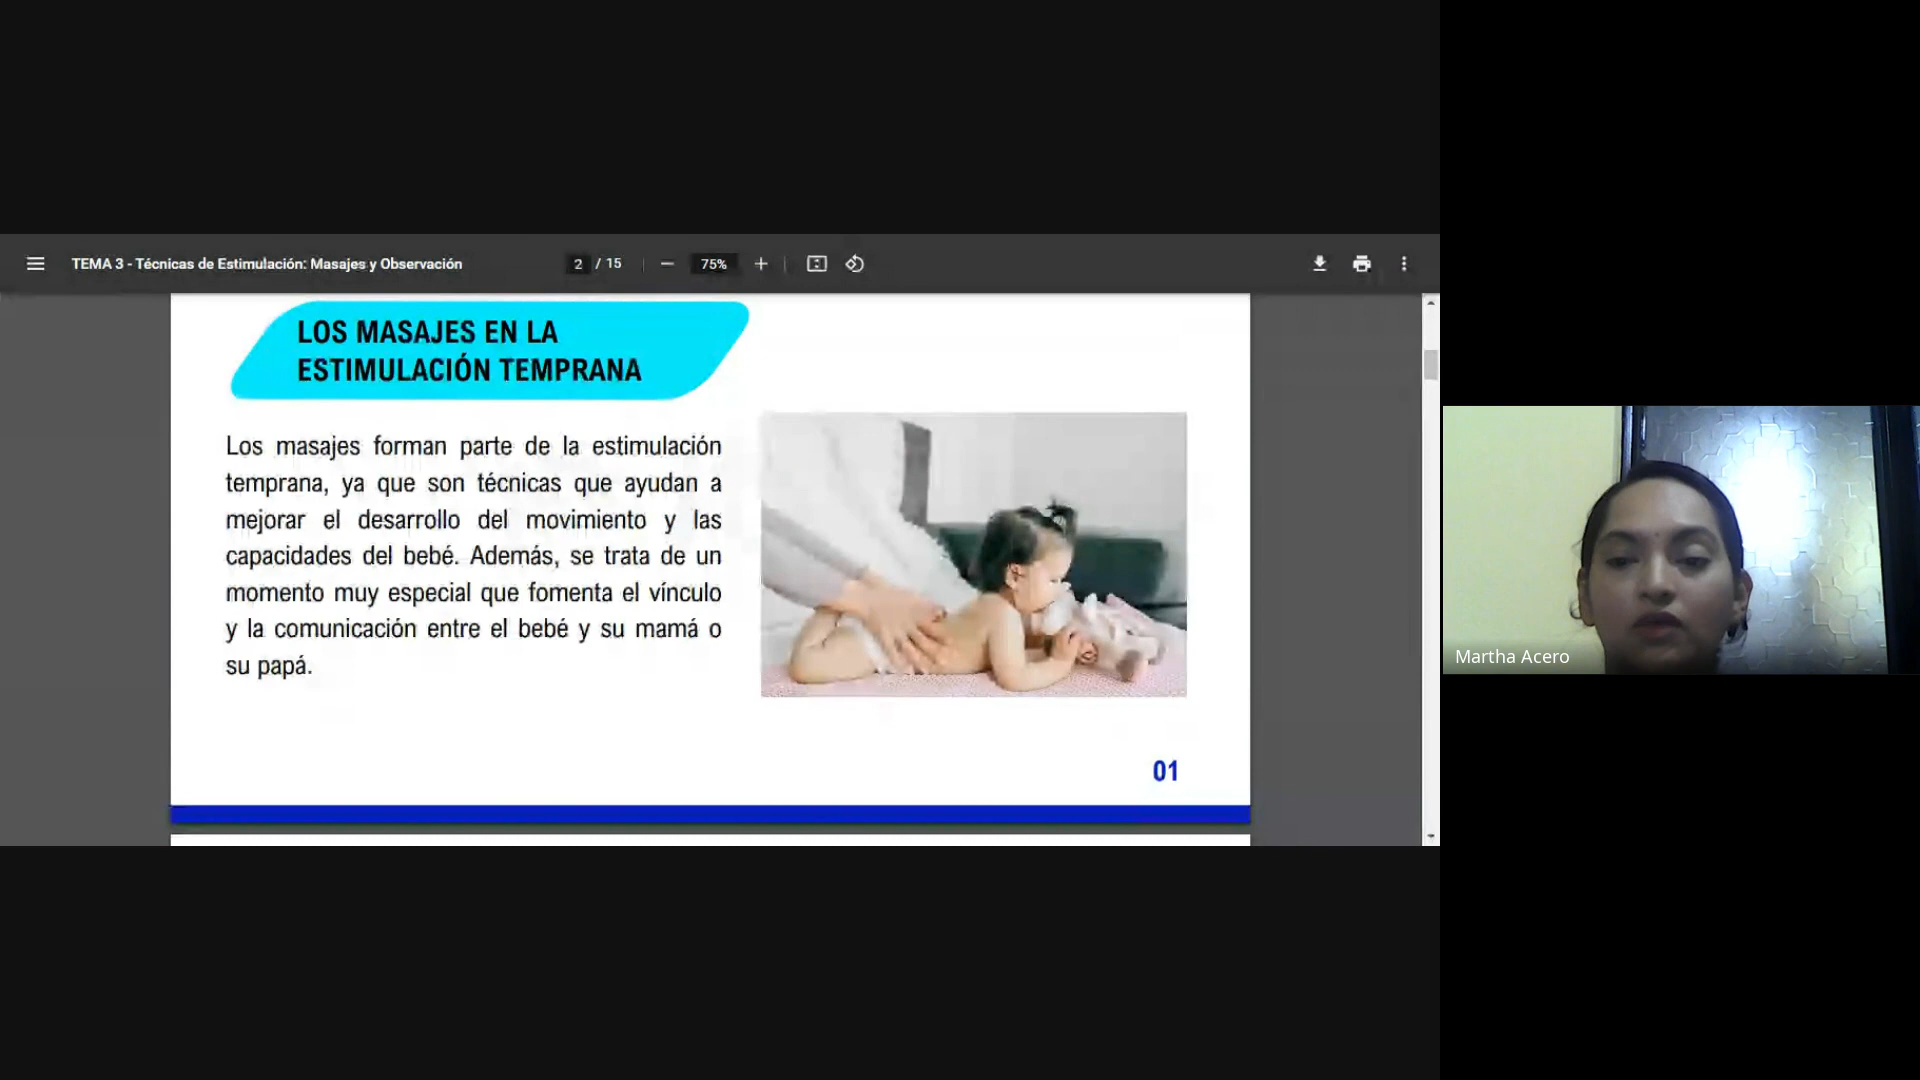 TEMA 3 - Técnicas de Estimulación: Masajes y Observación
2 / 15
75%
LOS MASAJES EN LA
ESTIMULACIÓN TEMPRANA
Los masajes forman parte de la estimulación
temprana, ya que son técnicas que ayudan a
mejorar el desarrollo del movimiento y las
capacidades del bebé. Además, se trata de un
momento muy especial que fomenta el vínculo
y la comunicación entre el bebé y su mamá o
su papá.
01
Martha Acero